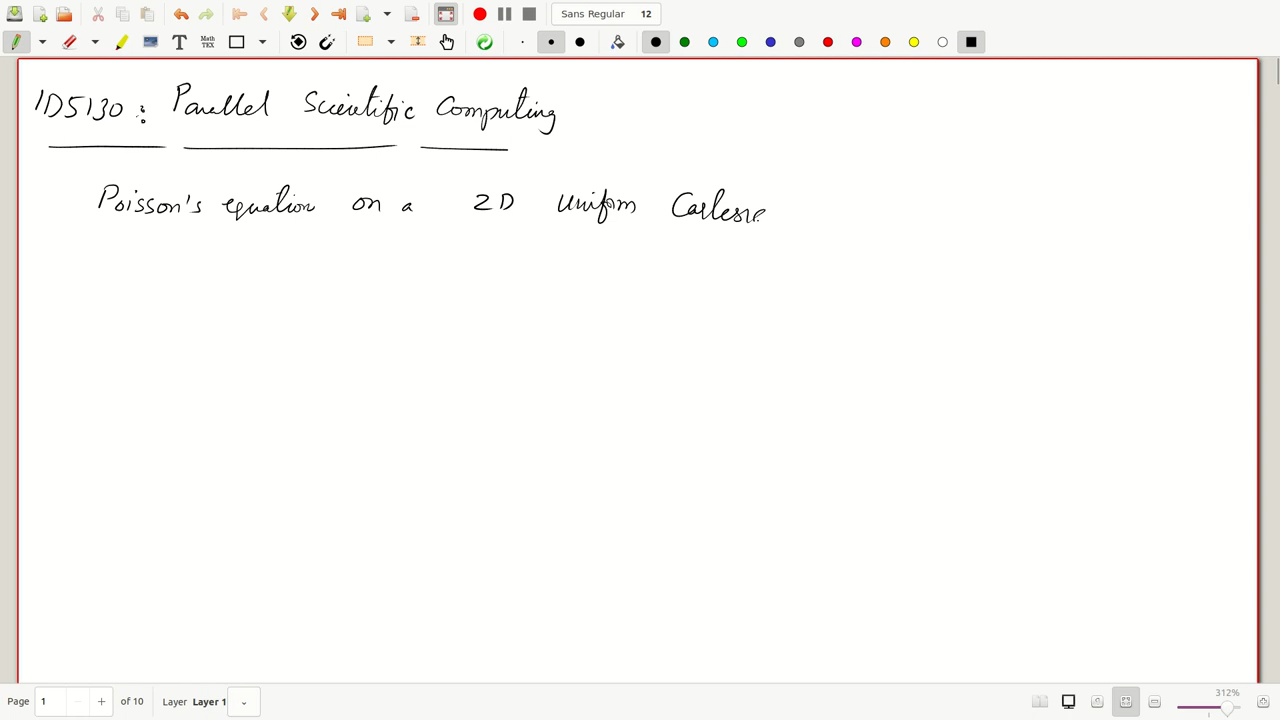 Sans Regular 12
Math
TEX
ID5130: Parallel Scientific Computing
Poisson's equation on a 2D Uniform Cartesia
Page 1 of 10 Layer Layer 1 312%